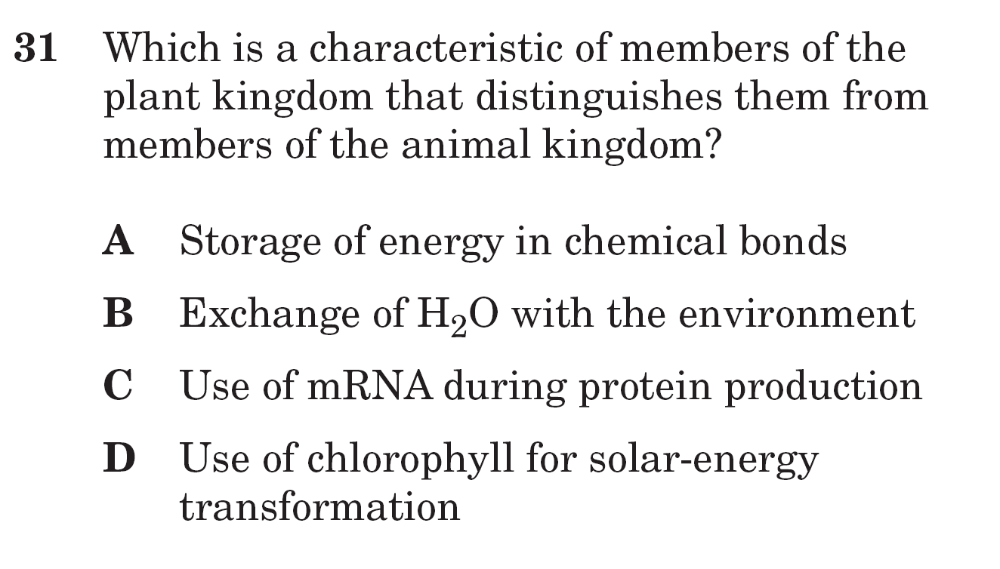 31 Which is a characteristic of members of the
plant kingdom that distinguishes them from
members of the animal kingdom?
A Storage of energy in chemical bonds
B Exchange of H₂O with the environment
C Use of mRNA during protein production
D Use of chlorophyll for solar-energy
transformation